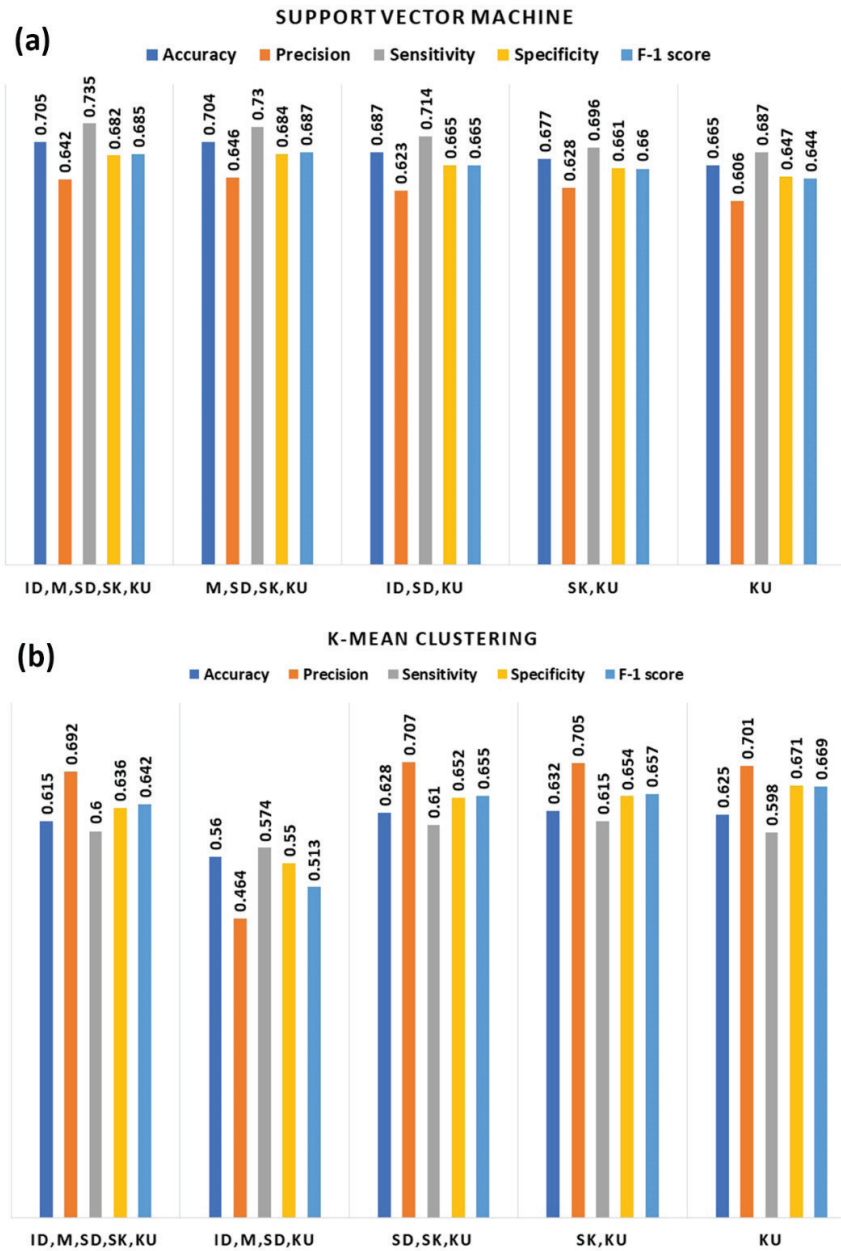 SUPPORT VECTOR MACHINE
(a)
Accuracy Precision Sensitivity Specificity F-1 score
0.705 0.642 0.735 0.682 0.685 0.704 0.646 0.73 0.684 0.687 0.687 0.623 0.714 0.665 0.665 0.677 0.628 0.696 0.661 0.66 0.665 0.606 0.687 0.647 0.644
ID,M,SD,SK,KU M,SD,SK,KU ID,SD,KU SK,KU KU
K-MEAN CLUSTERING
(b)
Accuracy Precision Sensitivity Specificity F-1 score
0.615 0.692 0.6 0.636 0.642 0.56 0.464 0.574 0.55 0.513 0.628 0.707 0.61 0.652 0.655 0.632 0.705 0.615 0.654 0.657 0.625 0.701 0.598 0.671 0.669
ID,M,SD,SK,KU ID,M,SD,KU SD,SK,KU SK,KU KU